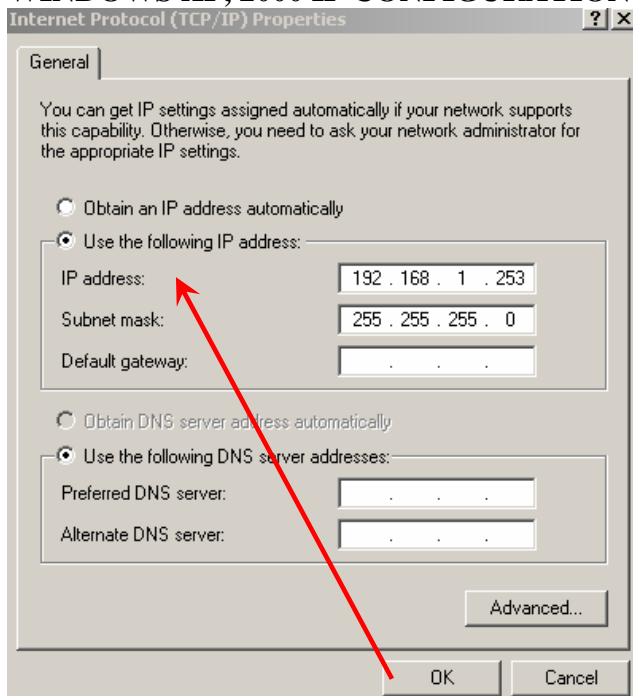 Internet Protocol (TCP/IP) Properties
General
You can get IP settings assigned automatically if your network supports
this capability. Otherwise, you need to ask your network administrator for
the appropriate IP settings.
Obtain an IP address automatically
Use the following IP address:
IP address: 192 . 168 . 1 . 253
Subnet mask: 255 . 255 . 255 . 0
Default gateway: . . .
Obtain DNS server address automatically
Use the following DNS server addresses:
Preferred DNS server: . . .
Alternate DNS server: . . .
Advanced...
OK Cancel